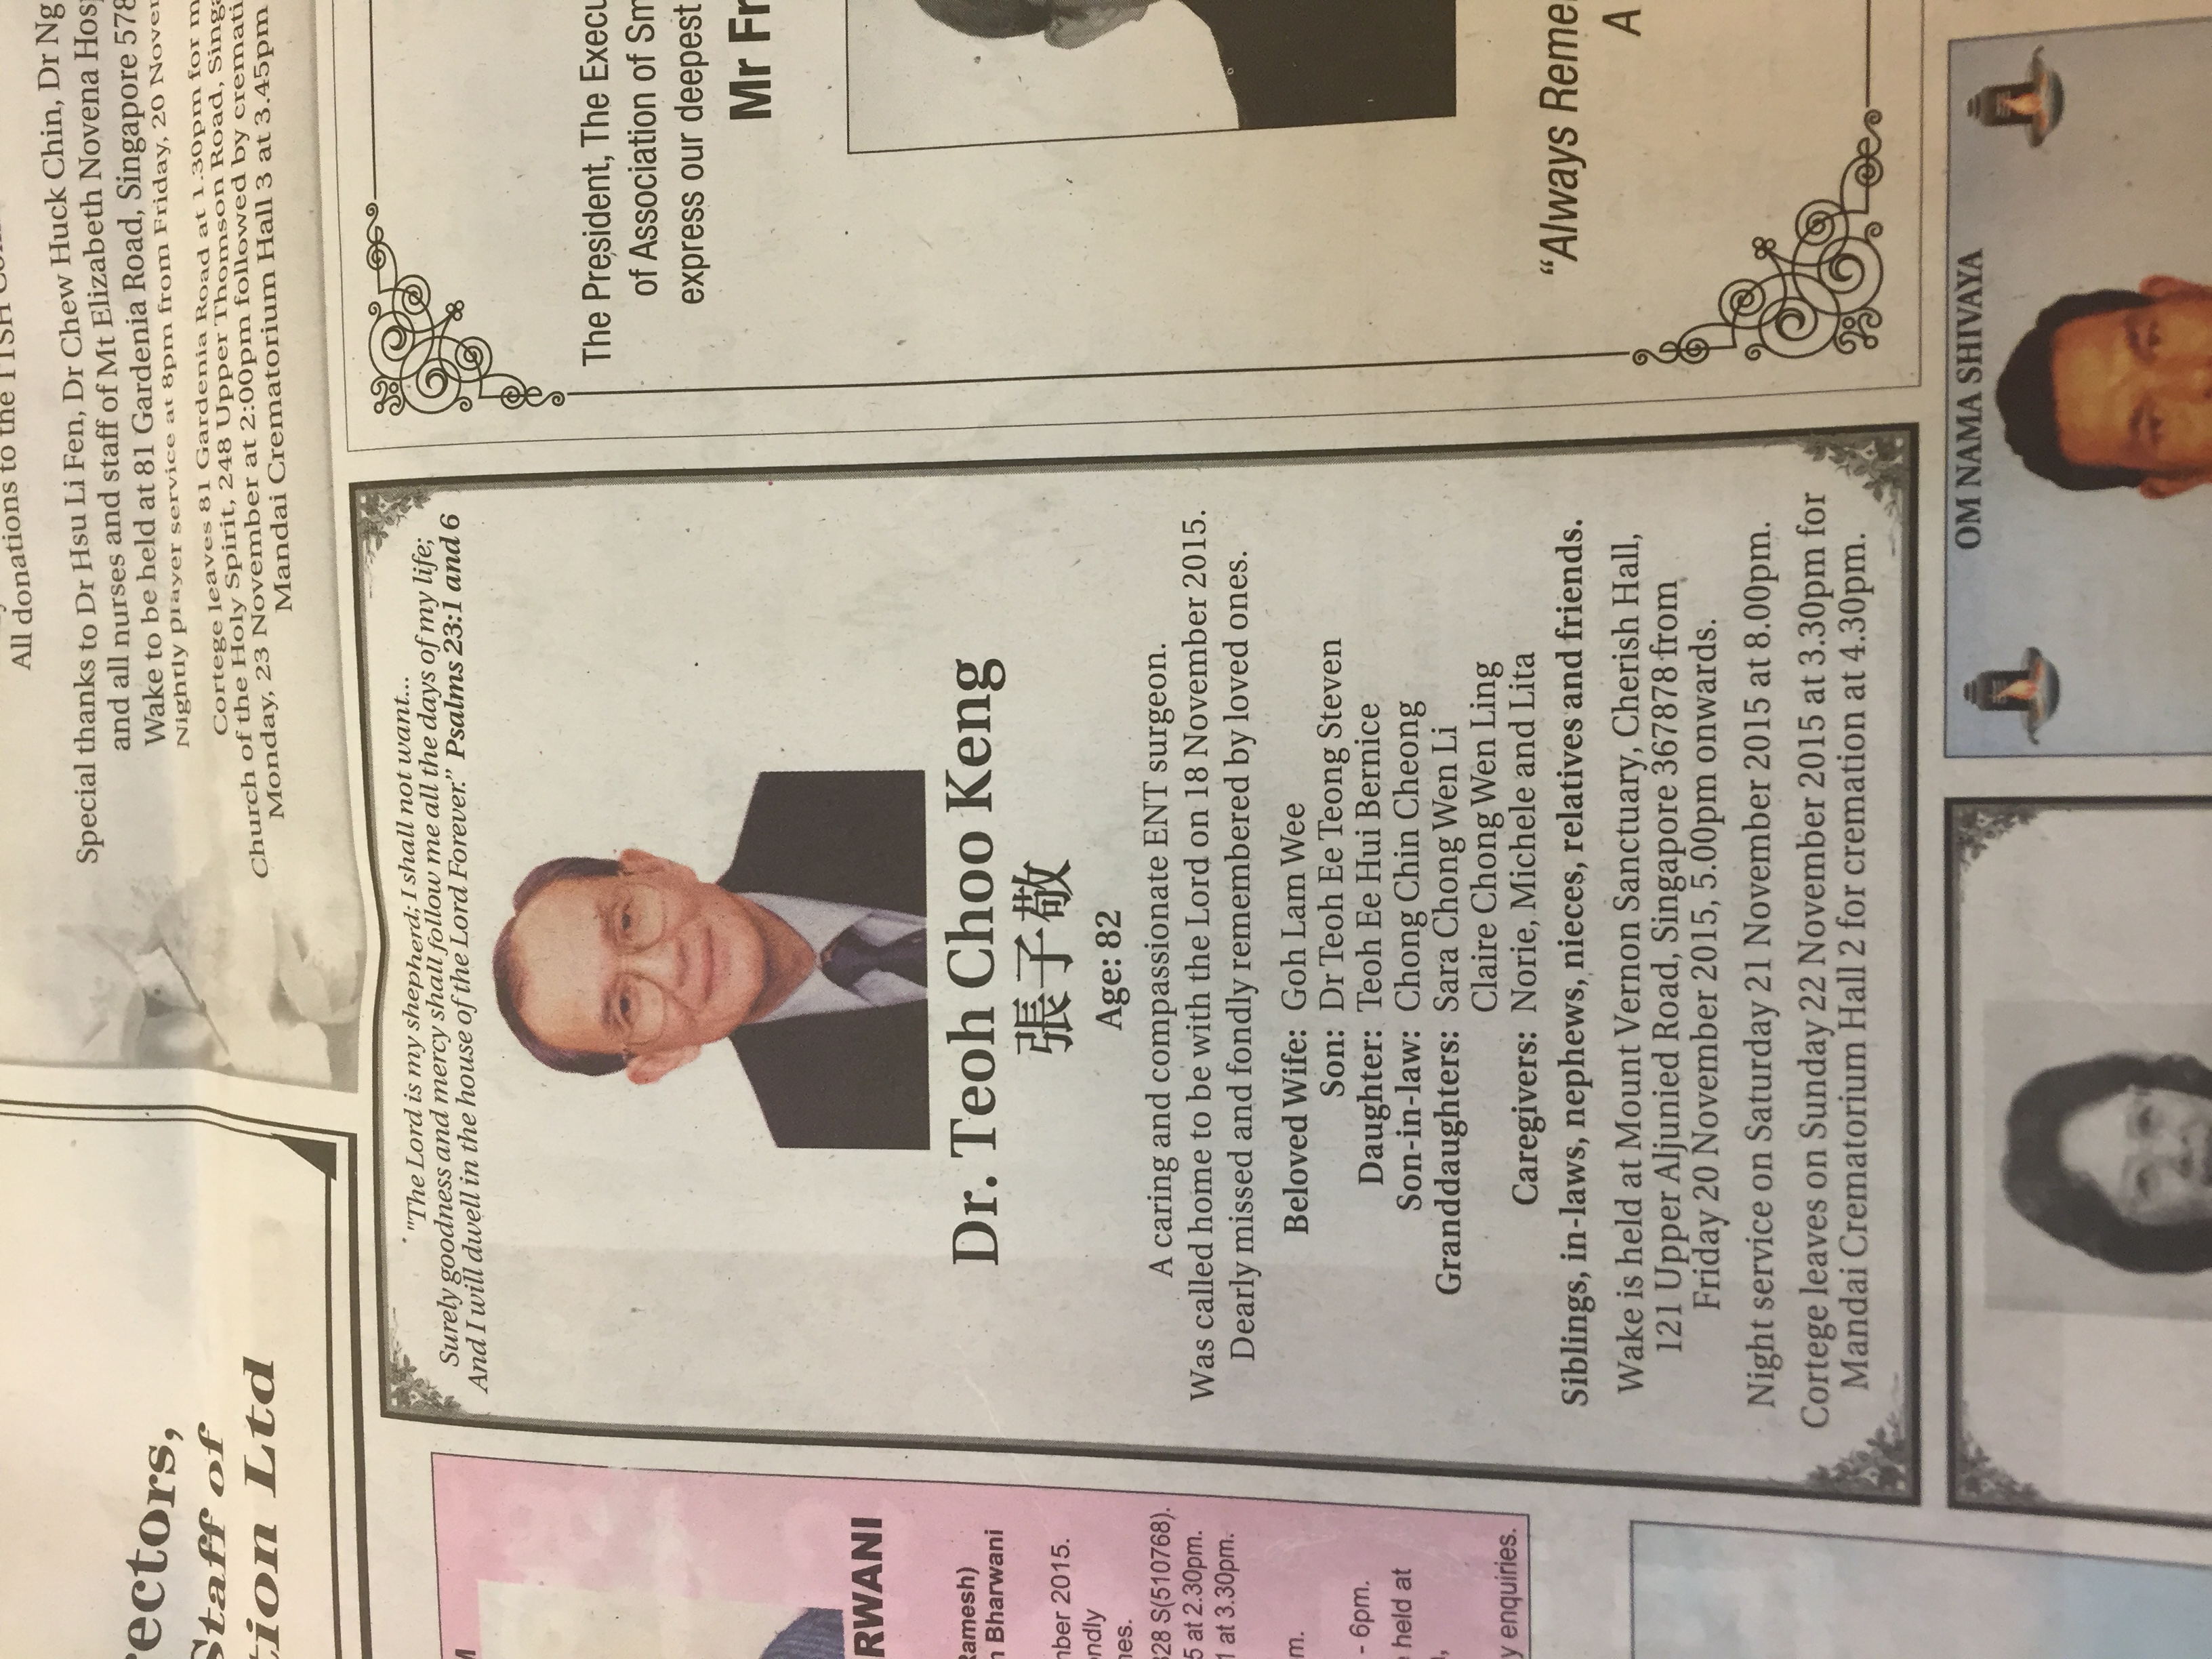 rectors,
Staff of
tion Ltd
All donations to the TTSH
Special thanks to Dr Hsu Li Fen, Dr Chew Huck Chin, Dr Ng
and all nurses and staff of Mt Elizabeth Novena Hosp
Wake to be held at 81 Gardenia Road, Singapore 578
Nightly prayer service at 8pm from Friday, 20 Novem
Cortege leaves 81 Gardenia Road at 1.30pm for m
Church of the Holy Spirit, 248 Upper Thomson Road, Singa
Monday, 23 November at 2:00pm followed by cremati
Mandai Crematorium Hall 3 at 3.45pm
M
RWANI
Ramesh)
n Bharwani
mber 2015.
ondly
nes.
828 S(510768).
5 at 2.30pm.
1 at 3.30pm.
m.
- 6pm.
e held at
y enquiries.
"The Lord is my shepherd; I shall not want...
Surely goodness and mercy shall follow me all the days of my life;
And I will dwell in the house of the Lord Forever." Psalms 23:1 and 6
Dr. Teoh Choo Keng
張子敬
Age: 82
A caring and compassionate ENT surgeon.
Was called home to be with the Lord on 18 November 2015.
Dearly missed and fondly remembered by loved ones.
Beloved Wife: Goh Lam Wee
Son: Dr Teoh Ee Teong Steven
Daughter: Teoh Ee Hui Bernice
Son-in-law: Chong Chin Cheong
Granddaughters: Sara Chong Wen Li
Claire Chong Wen Ling
Caregivers: Norie, Michele and Lita
Siblings, in-laws, nephews, nieces, relatives and friends.
Wake is held at Mount Vernon Sanctuary, Cherish Hall,
121 Upper Aljunied Road, Singapore 367878 from
Friday 20 November 2015, 5.00pm onwards.
Night service on Saturday 21 November 2015 at 8.00pm.
Cortege leaves on Sunday 22 November 2015 at 3.30pm for
Mandai Crematorium Hall 2 for cremation at 4.30pm.
The President, The Execu
of Association of Sm
express our deepest
Mr Fr
“Always Reme
A
OM NAMA SHIVAYA